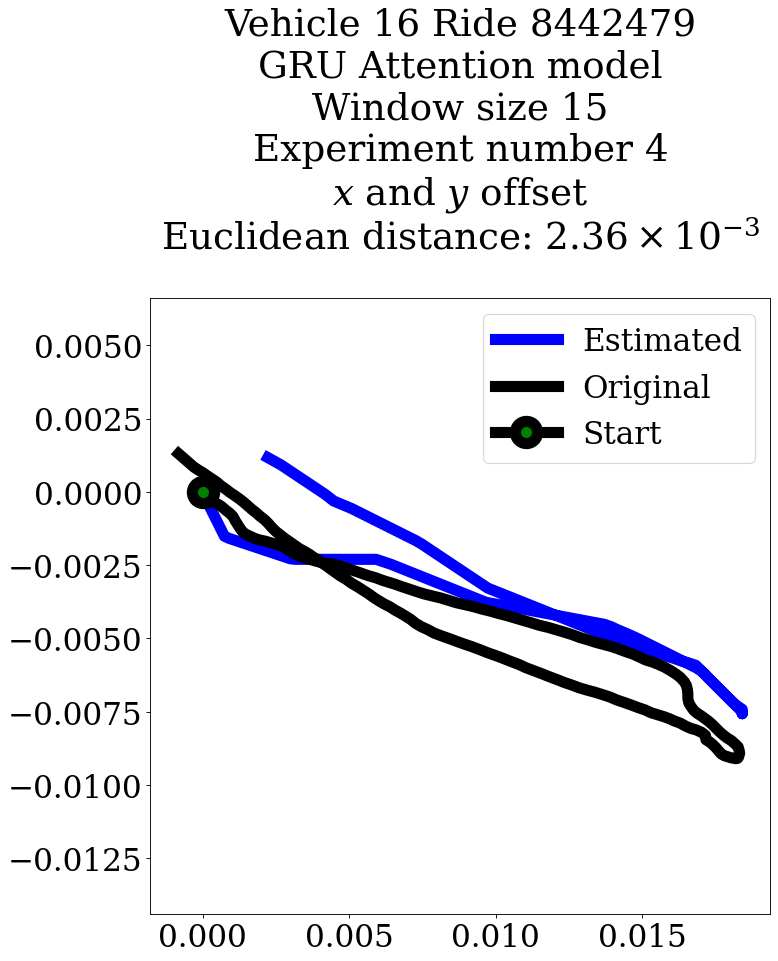 Vehicle 16 Ride 8442479
GRU Attention model
Window size 15
Experiment number 4
x and y offset
Euclidean distance: 2.36 × 10⁻³
Estimated
Original
Start
0.0050
0.0025
0.0000
−0.0025
−0.0050
−0.0075
−0.0100
−0.0125
0.000 0.005 0.010 0.015